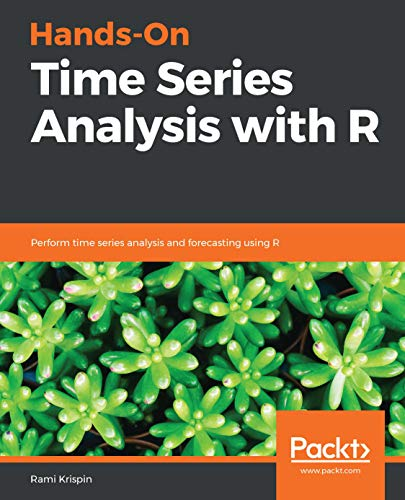 Hands-On
Time Series
Analysis with R
Perform time series analysis and forecasting using R
Packt>
www.packt.com
Rami Krispin